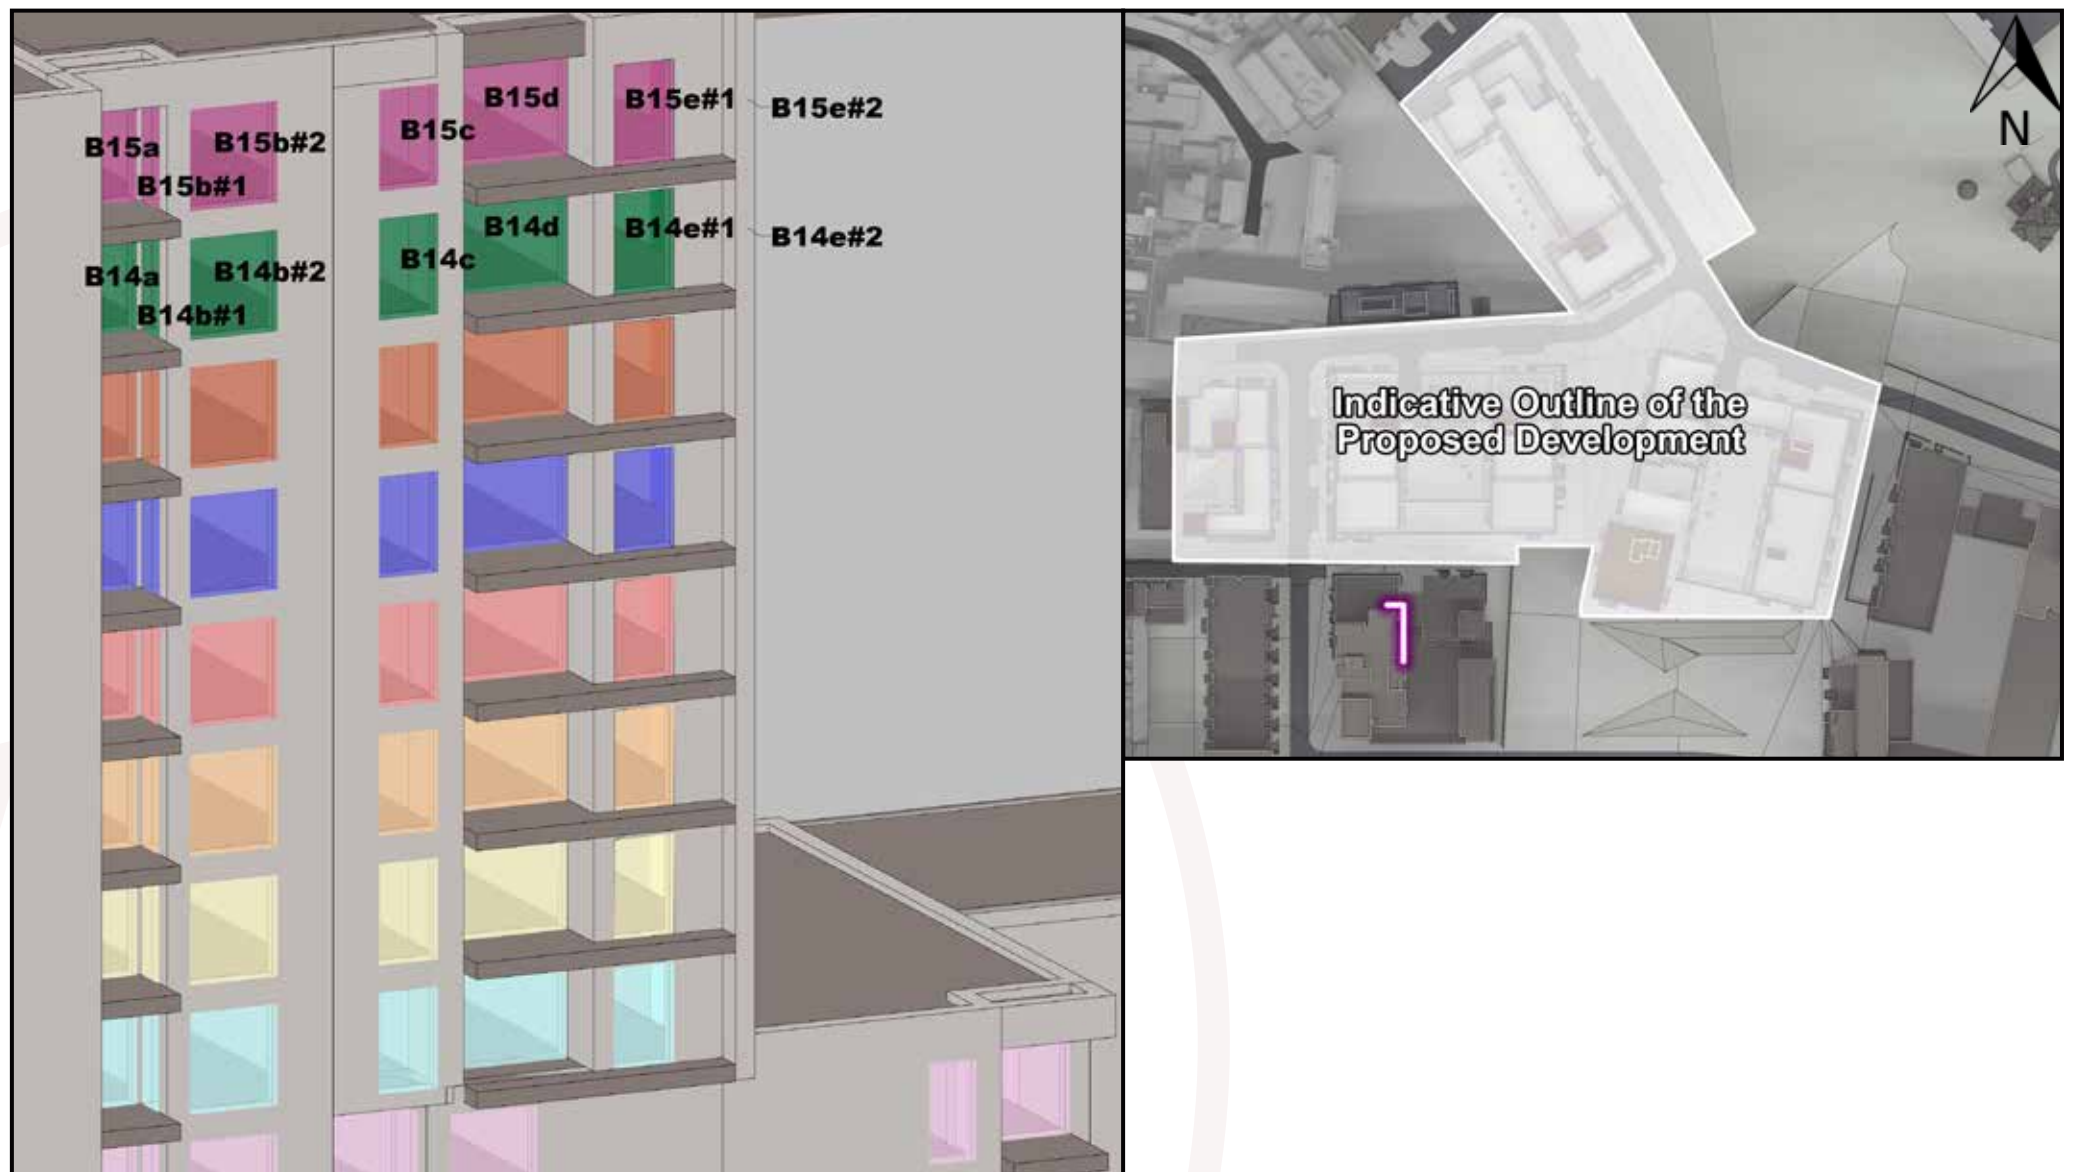 B15a
B15b#1
B15b#2
B15c
B15d
B15e#1
B15e#2
B14a
B14b#1
B14b#2
B14c
B14d
B14e#1
B14e#2
N
Indicative Outline of the
Proposed Development